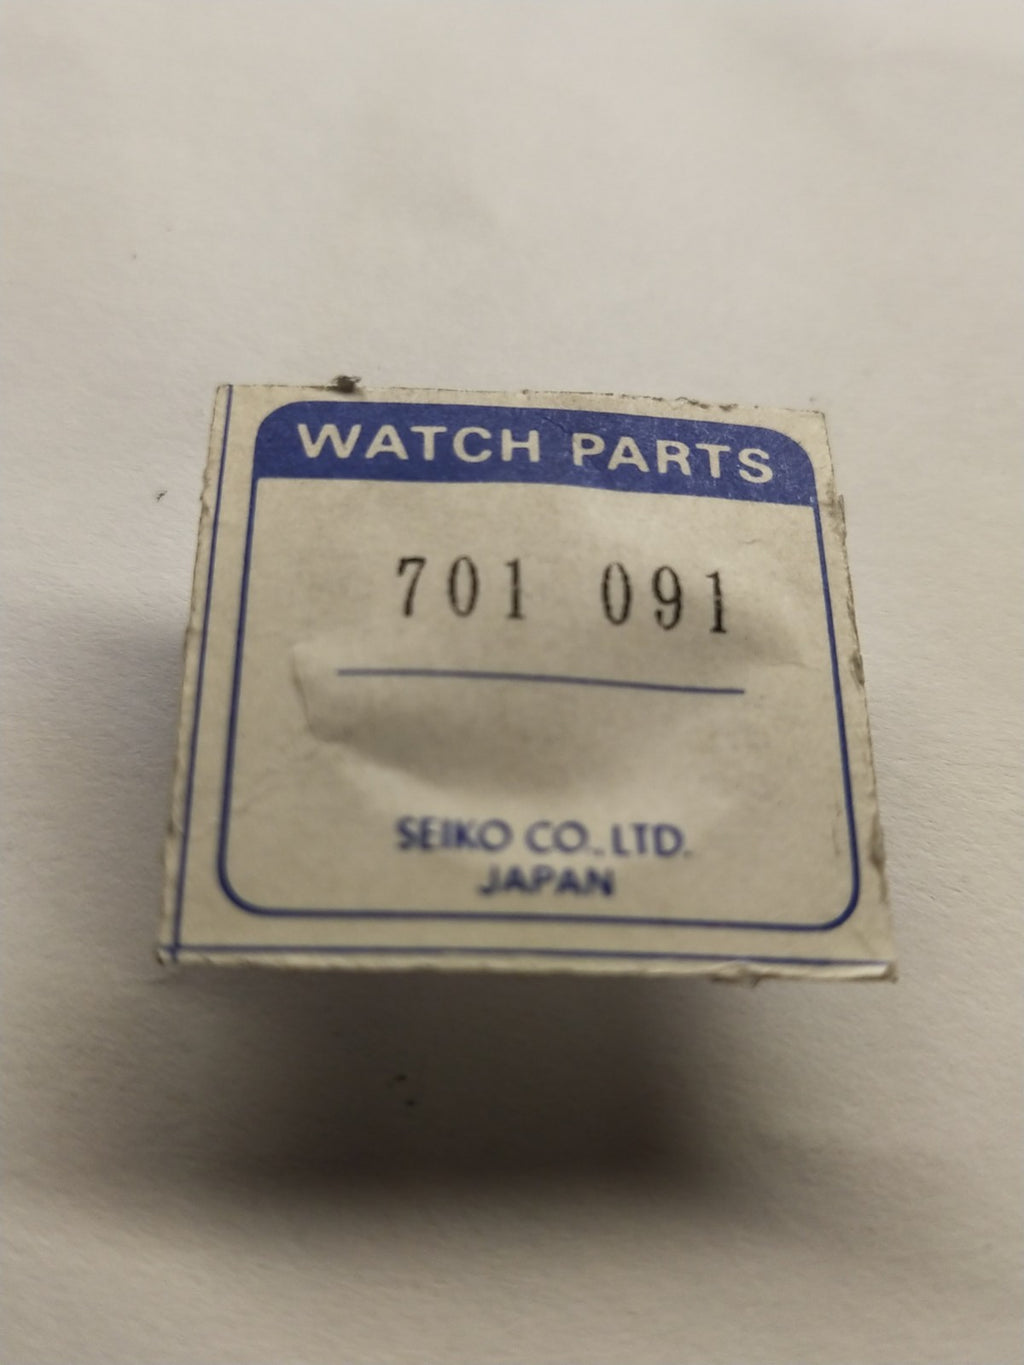 WATCH PARTS
701 091
SEIKO CO., LTD.
JAPAN